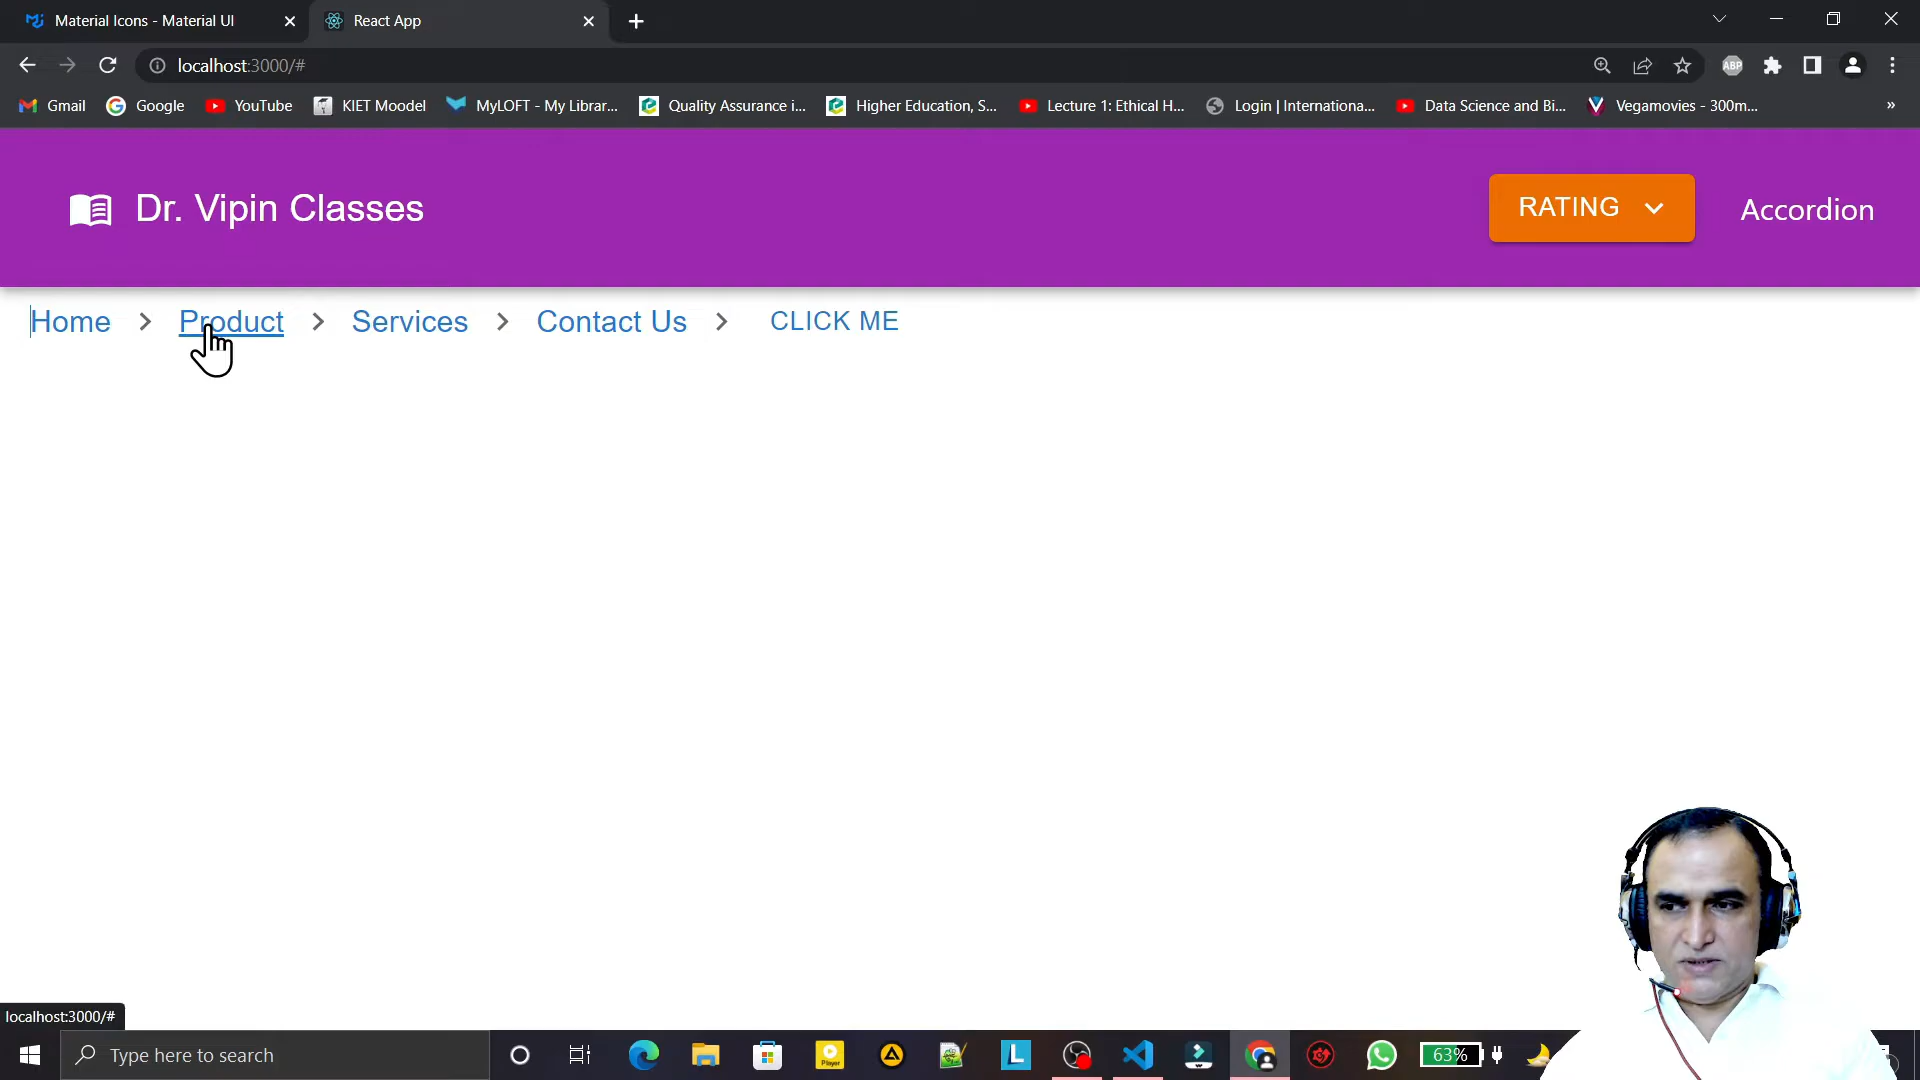 Material Icons - Material UI
React App
localhost:3000/#
ABP
Gmail
Google
YouTube
KIET Moodel
MyLOFT - My Librar...
Quality Assurance i...
Higher Education, S...
Lecture 1: Ethical H...
Login | Internationa...
Data Science and Bi...
Vegamovies - 300m...
»
Dr. Vipin Classes
RATING
Accordion
Home > Product > Services > Contact Us > CLICK ME
localhost:3000/#
Type here to search
Player
L
63%